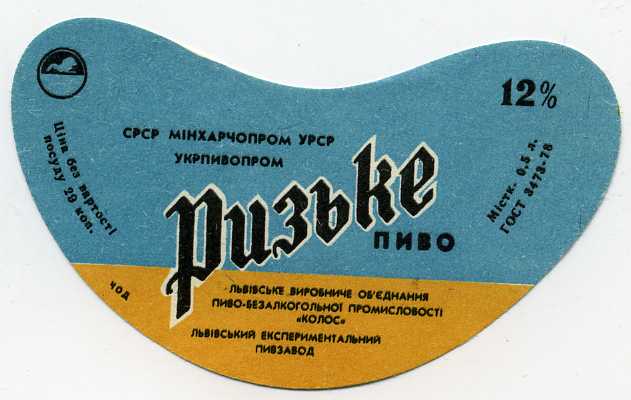 12%
СРСР МІНХАРЧОПРОМ УРСР
УКРПИВОПРОМ
Ціна без вартості
посуду 29 коп.
Містк. 0,5 л.
ГОСТ 3473-78
Ризьке
ПИВО
ЧОД
ЛЬВІВСЬКЕ ВИРОБНИЧЕ ОБ'ЄДНАННЯ
ПИВО-БЕЗАЛКОГОЛЬНОЇ ПРОМИСЛОВОСТІ
«КОЛОС»
ЛЬВІВСЬКИЙ ЕКСПЕРИМЕНТАЛЬНИЙ
ПИВЗАВОД